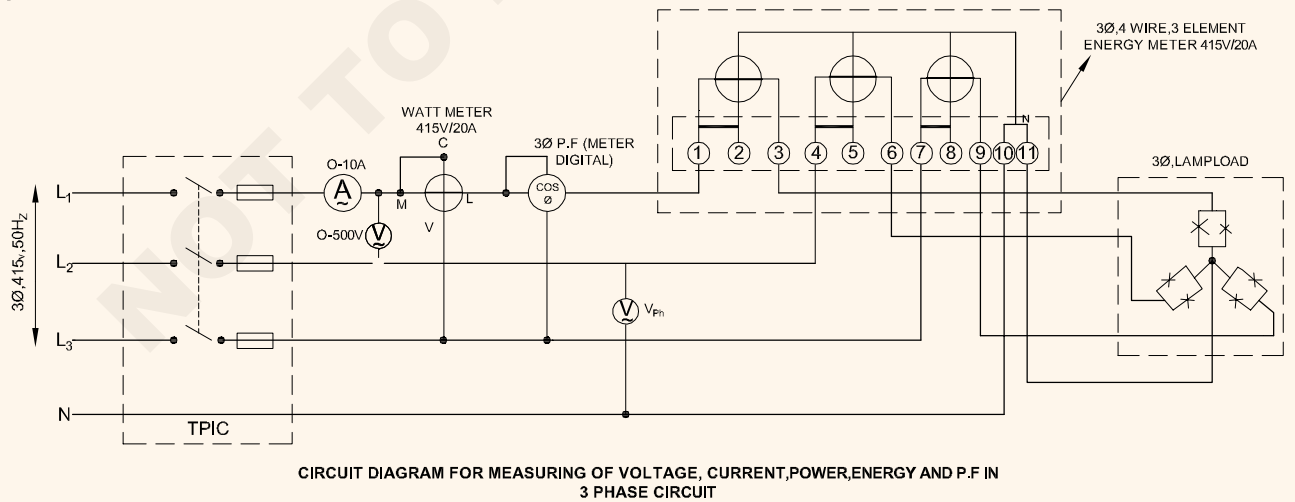 NOT TO
3Ø,4 WIRE,3 ELEMENT
ENERGY METER 415V/20A
WATT METER
415V/20A
C
3Ø P.F (METER
DIGITAL)
O-10A
A
M
L
V
COS
Ø
O-500V
V
N
1 2 3 4 5 6 7 8 9 10 11
3Ø,LAMPLOAD
L1
L2
L3
N
3Ø,415v,50HZ
V
VPh
TPIC
CIRCUIT DIAGRAM FOR MEASURING OF VOLTAGE, CURRENT,POWER,ENERGY AND P.F IN
3 PHASE CIRCUIT